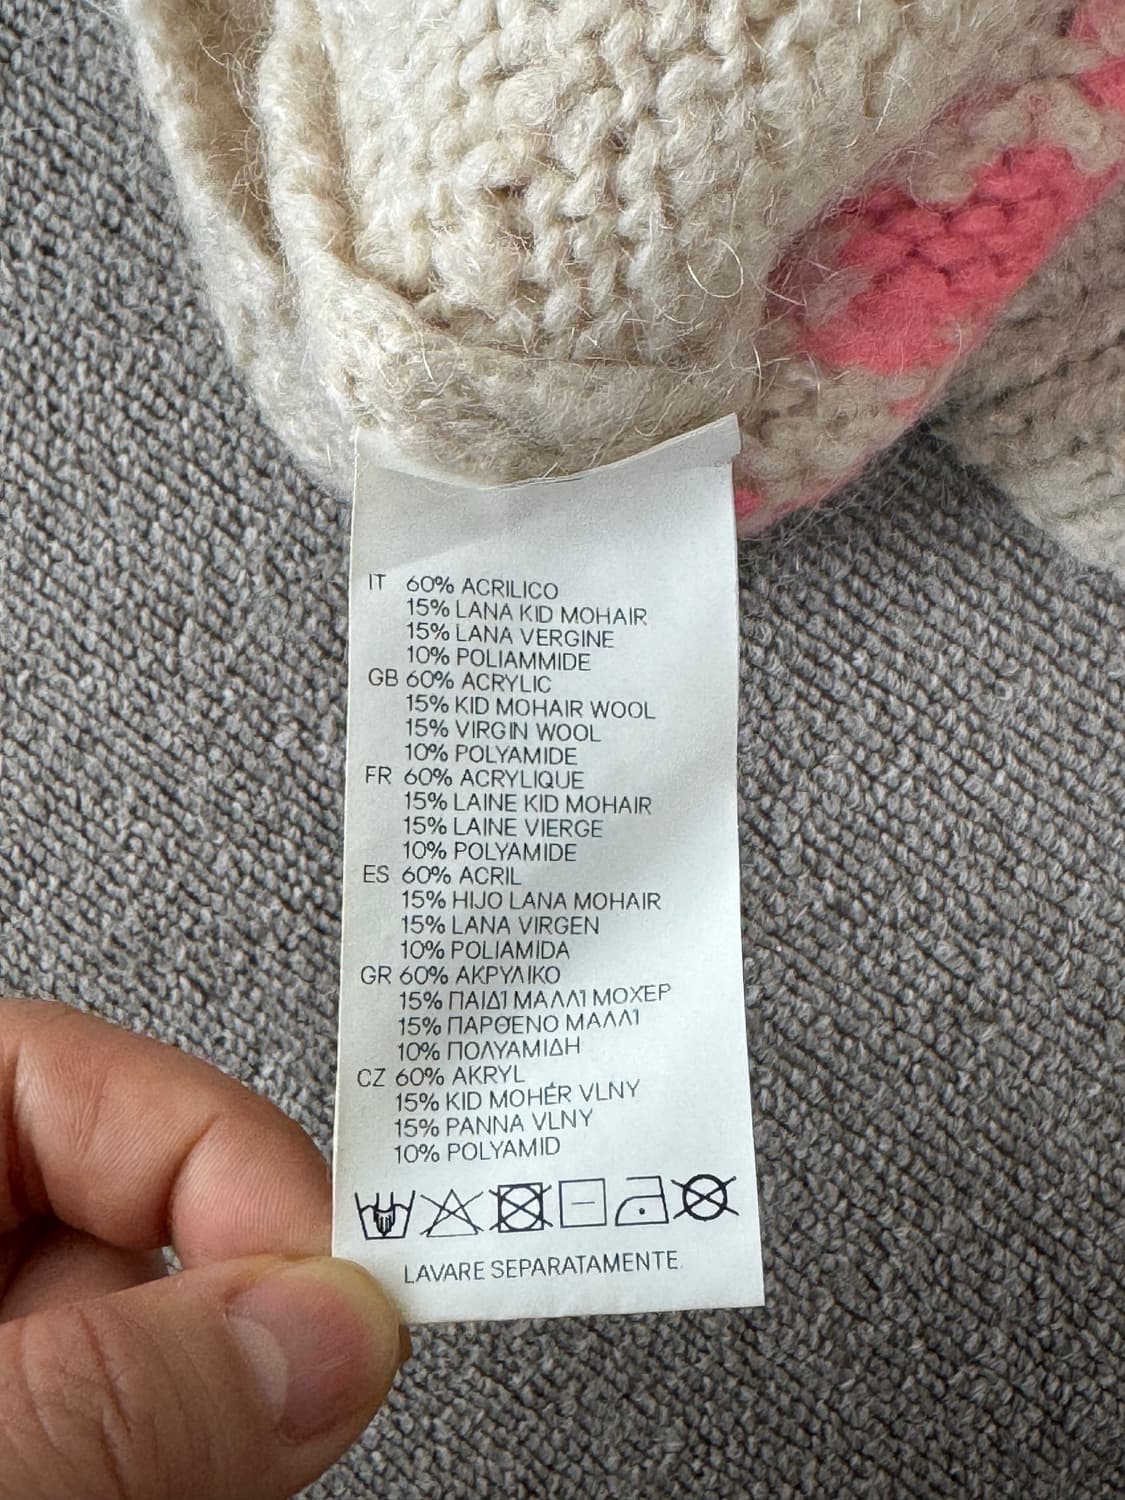 IT 60% ACRILICO
15% LANA KID MOHAIR
15% LANA VERGINE
10% POLIAMMIDE
GB 60% ACRYLIC
15% KID MOHAIR WOOL
15% VIRGIN WOOL
10% POLYAMIDE
FR 60% ACRYLIQUE
15% LAINE KID MOHAIR
15% LAINE VIERGE
10% POLYAMIDE
ES 60% ACRIL
15% HIJO LANA MOHAIR
15% LANA VIRGEN
10% POLIAMIDA
GR 60% ΑΚΡΥΛΙΚΟ
15% ΠΑΙΔΊ ΜΑΛΛΊ ΜΟΧΕΡ
15% ΠΑΡΘΕΝΟ ΜΑΛΛΊ
10% ΠΟΛΥΑΜΙΔΗ
CZ 60% AKRYL
15% KID MOHÉR VLNY
15% PANNA VLNY
10% POLYAMID
LAVARE SEPARATAMENTE.